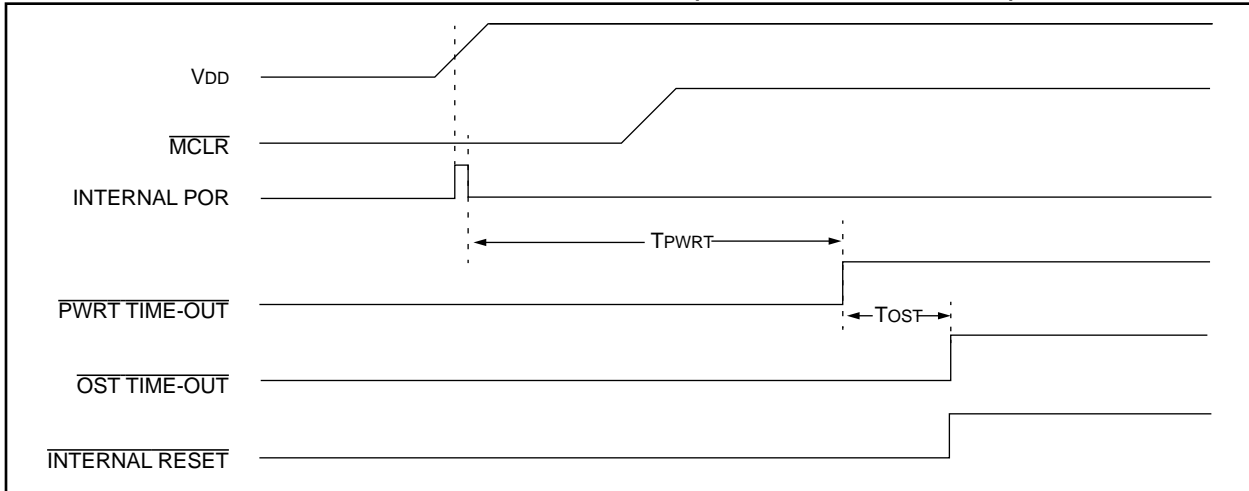 VDD
MCLR
INTERNAL POR
TPWRT
PWRT TIME-OUT
TOST
OST TIME-OUT
INTERNAL RESET